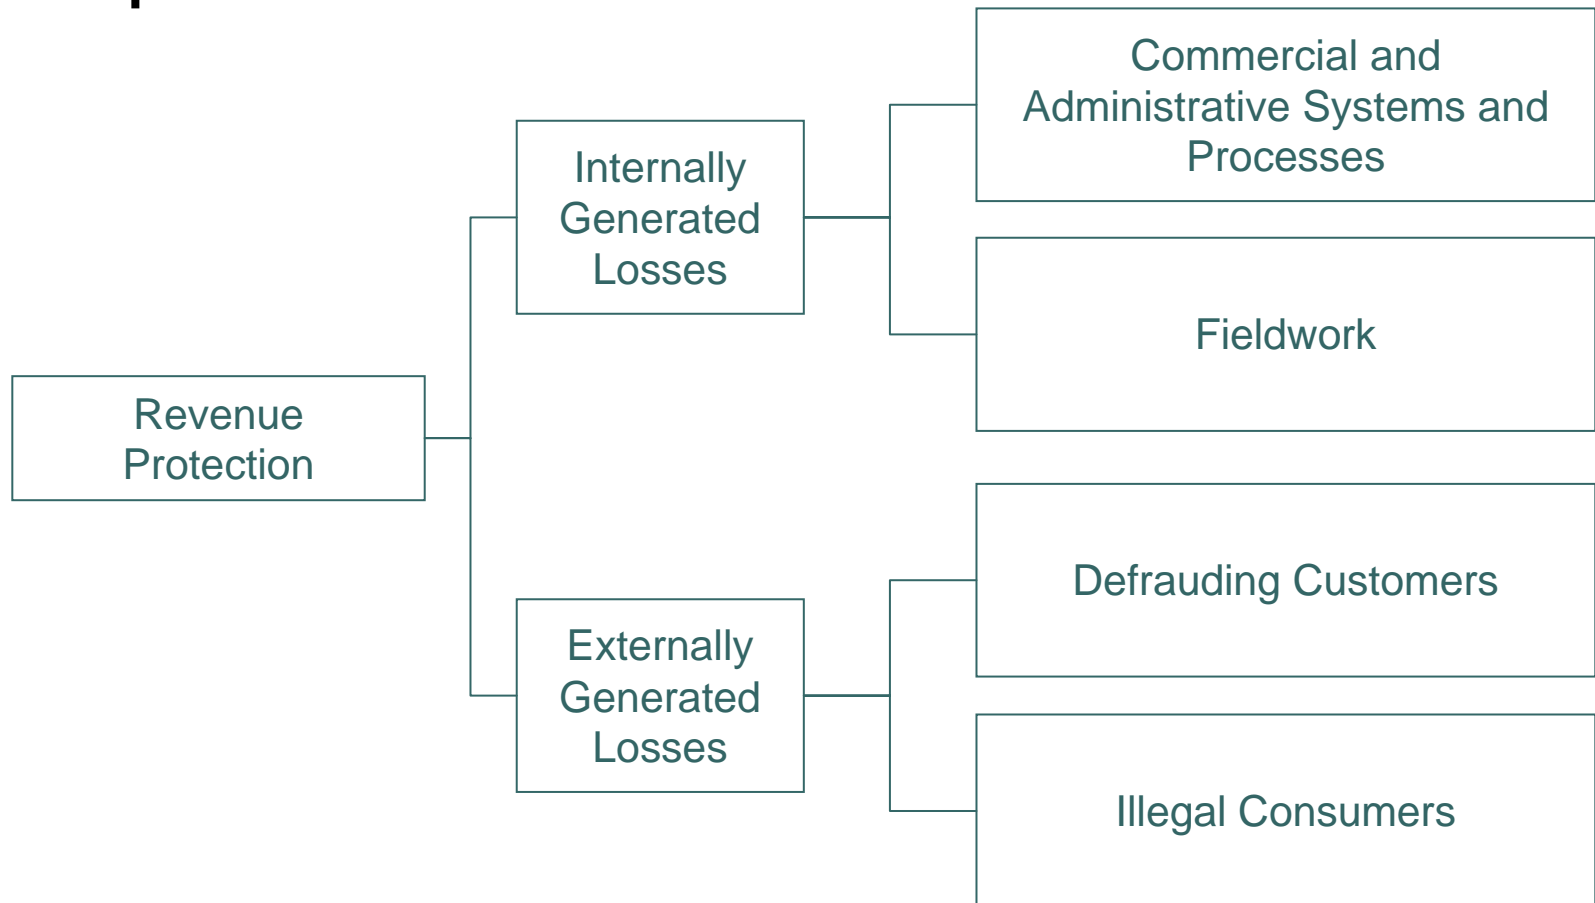 Commercial and
Administrative Systems and
Processes
Internally
Generated
Losses
Fieldwork
Revenue
Protection
Defrauding Customers
Externally
Generated
Losses
Illegal Consumers